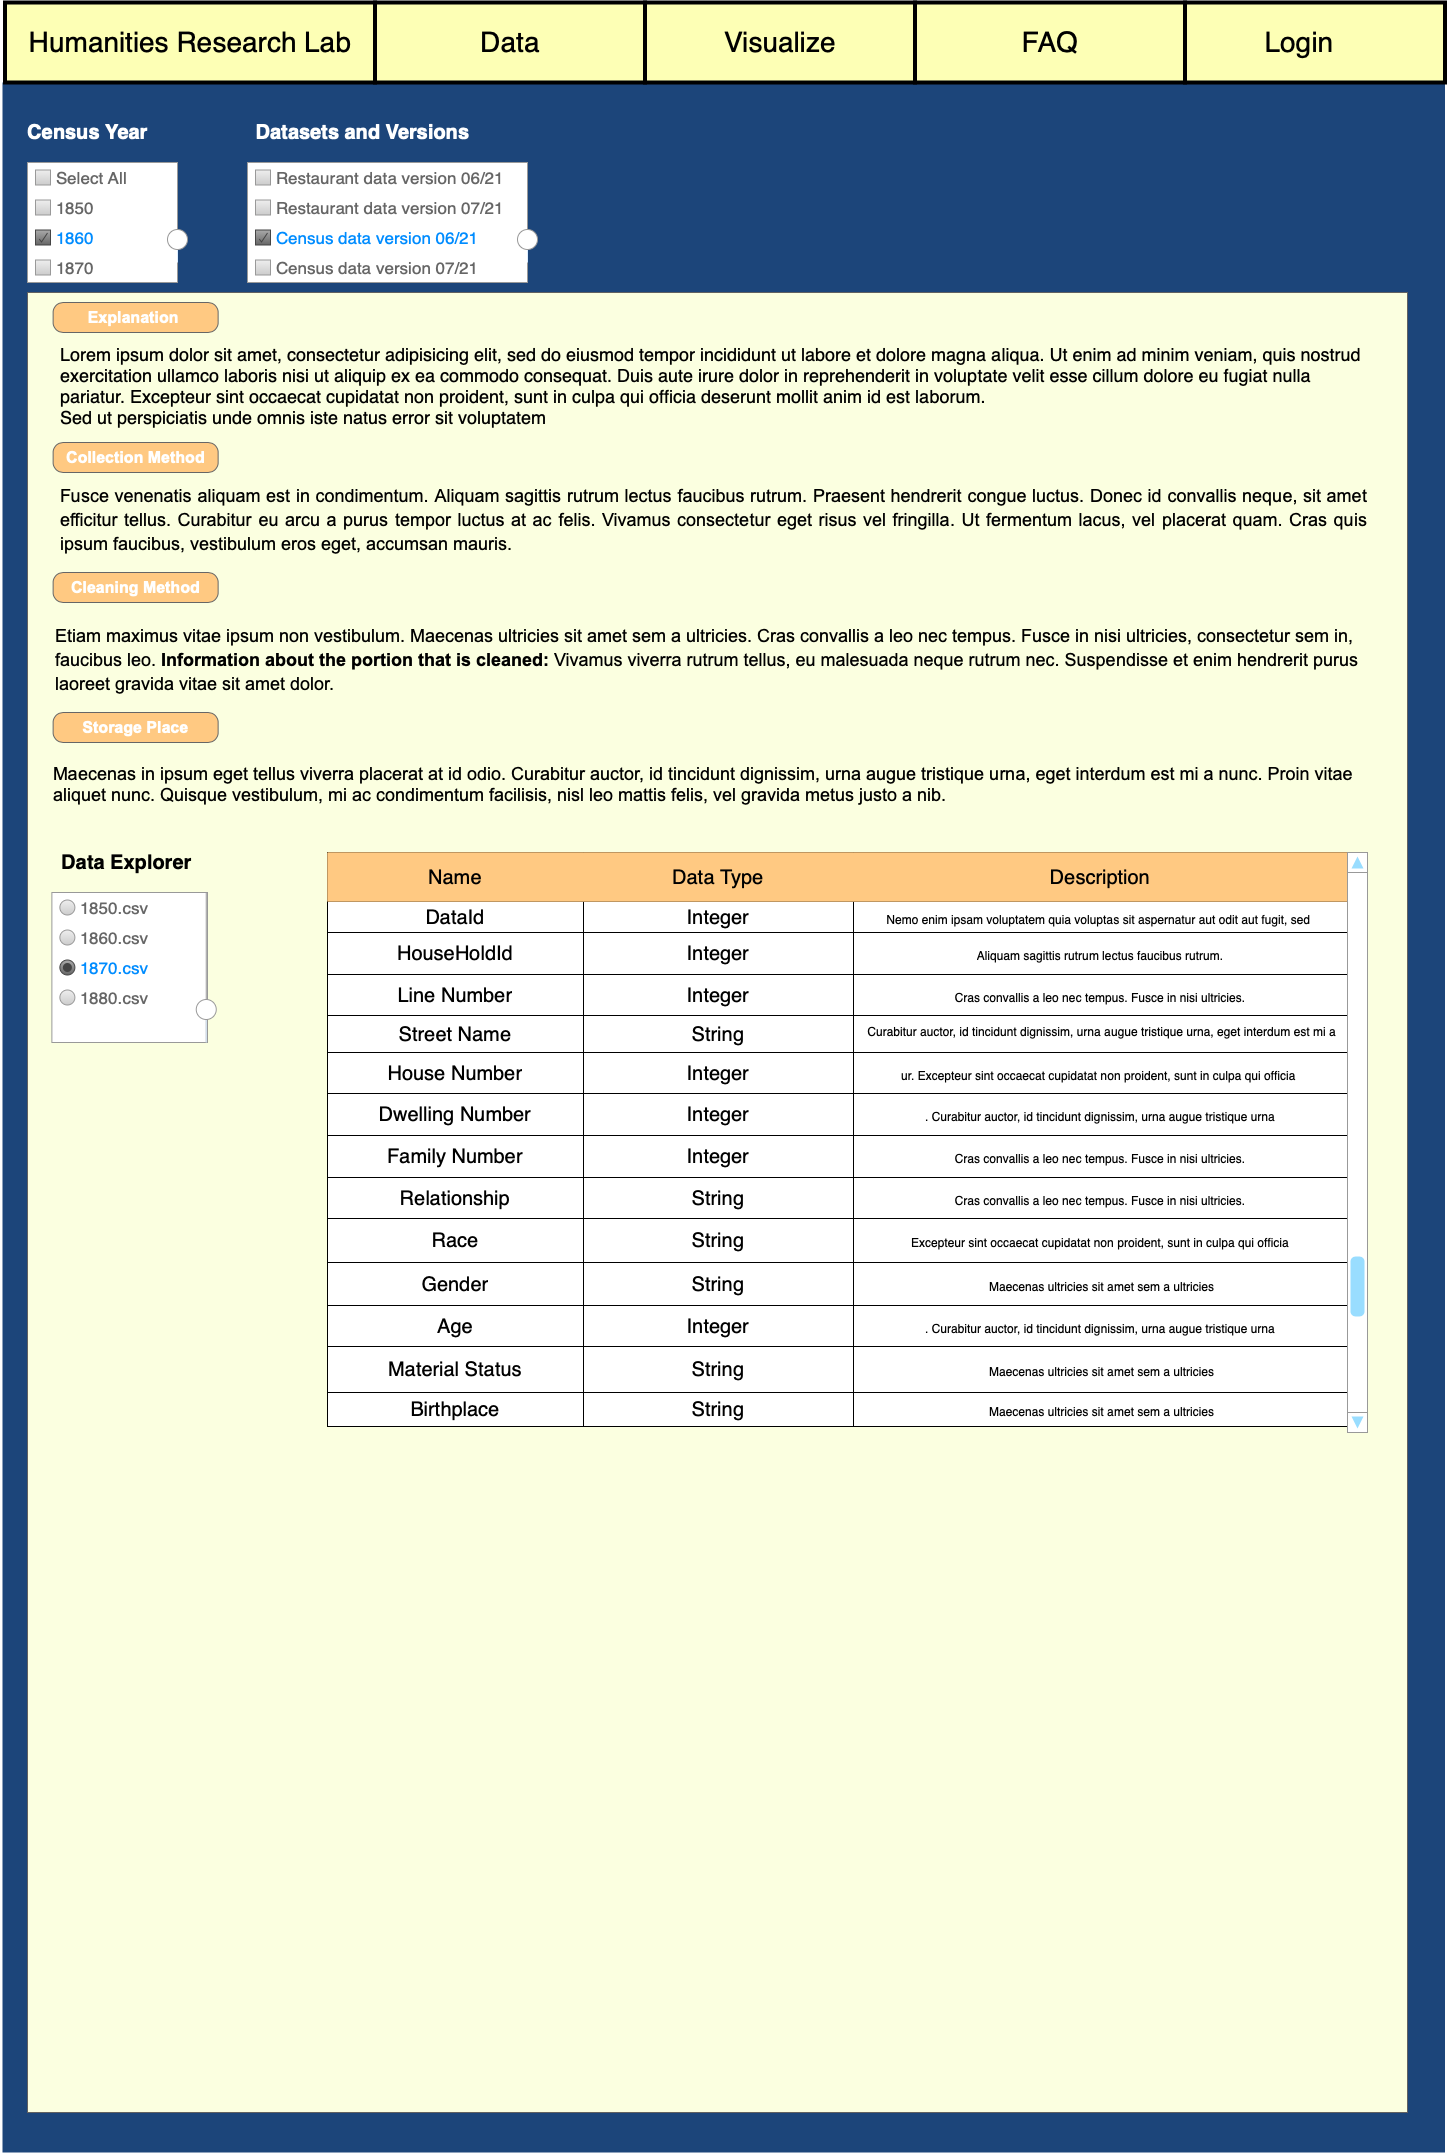 Humanities Research Lab Data Visualize FAQ Login
Census Year Datasets and Versions
Select All
1850
1860
1870
Restaurant data version 06/21
Restaurant data version 07/21
Census data version 06/21
Census data version 07/21
Explanation
Lorem ipsum dolor sit amet, consectetur adipisicing elit, sed do eiusmod tempor incididunt ut labore et dolore magna aliqua. Ut enim ad minim veniam, quis nostrud
exercitation ullamco laboris nisi ut aliquip ex ea commodo consequat. Duis aute irure dolor in reprehenderit in voluptate velit esse cillum dolore eu fugiat nulla
pariatur. Excepteur sint occaecat cupidatat non proident, sunt in culpa qui officia deserunt mollit anim id est laborum.
Sed ut perspiciatis unde omnis iste natus error sit voluptatem
Collection Method
Fusce venenatis aliquam est in condimentum. Aliquam sagittis rutrum lectus faucibus rutrum. Praesent hendrerit congue luctus. Donec id convallis neque, sit amet
efficitur tellus. Curabitur eu arcu a purus tempor luctus at ac felis. Vivamus consectetur eget risus vel fringilla. Ut fermentum lacus, vel placerat quam. Cras quis
ipsum faucibus, vestibulum eros eget, accumsan mauris.
Cleaning Method
Etiam maximus vitae ipsum non vestibulum. Maecenas ultricies sit amet sem a ultricies. Cras convallis a leo nec tempus. Fusce in nisi ultricies, consectetur sem in,
faucibus leo. Information about the portion that is cleaned: Vivamus viverra rutrum tellus, eu malesuada neque rutrum nec. Suspendisse et enim hendrerit purus
laoreet gravida vitae sit amet dolor.
Storage Place
Maecenas in ipsum eget tellus viverra placerat at id odio. Curabitur auctor, id tincidunt dignissim, urna augue tristique urna, eget interdum est mi a nunc. Proin vitae
aliquet nunc. Quisque vestibulum, mi ac condimentum facilisis, nisl leo mattis felis, vel gravida metus justo a nib.
Data Explorer
1850.csv
1860.csv
1870.csv
1880.csv
Name Data Type Description
DataId Integer Nemo enim ipsam voluptatem quia voluptas sit aspernatur aut odit aut fugit, sed
HouseHoldId Integer Aliquam sagittis rutrum lectus faucibus rutrum.
Line Number Integer Cras convallis a leo nec tempus. Fusce in nisi ultricies.
Street Name String Curabitur auctor, id tincidunt dignissim, urna augue tristique urna, eget interdum est mi a
House Number Integer ur. Excepteur sint occaecat cupidatat non proident, sunt in culpa qui officia
Dwelling Number Integer . Curabitur auctor, id tincidunt dignissim, urna augue tristique urna
Family Number Integer Cras convallis a leo nec tempus. Fusce in nisi ultricies.
Relationship String Cras convallis a leo nec tempus. Fusce in nisi ultricies.
Race String Excepteur sint occaecat cupidatat non proident, sunt in culpa qui officia
Gender String Maecenas ultricies sit amet sem a ultricies
Age Integer . Curabitur auctor, id tincidunt dignissim, urna augue tristique urna
Material Status String Maecenas ultricies sit amet sem a ultricies
Birthplace String Maecenas ultricies sit amet sem a ultricies